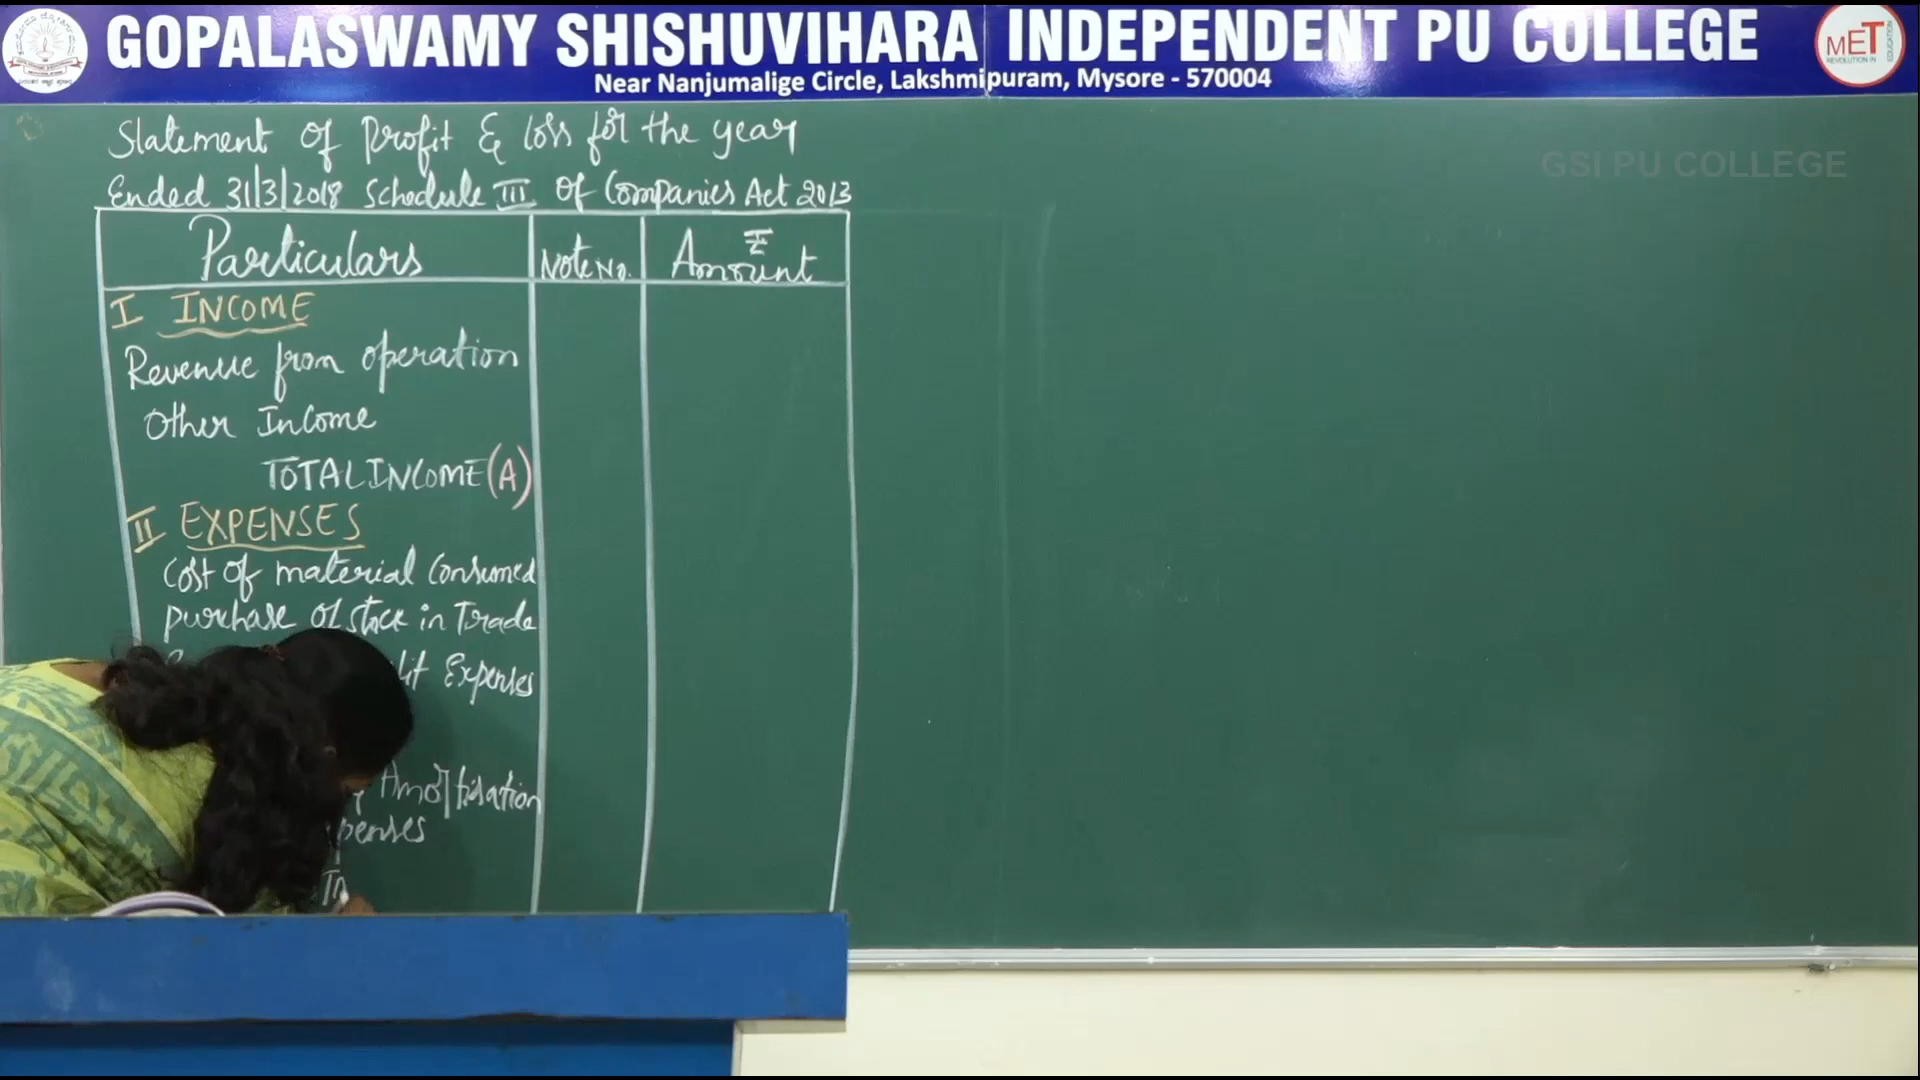 GOPALASWAMY SHISHUVIHARA INDEPENDENT PU COLLEGE
Near Nanjumalige Circle, Lakshmipuram, Mysore - 570004
MET
REVOLUTION IN EDUCATION
GSI PU COLLEGE
Statement of Profit & loss for the year
Ended 31/3/2018 Schedule III of Companies Act 2013
Particulars Note No. ₹ Amount
I INCOME
Revenue from operation
Other Income
TOTAL INCOME (A)
II EXPENSES
Cost of material Consumed
purchase of stock in Trade
Expenses
Amortisation